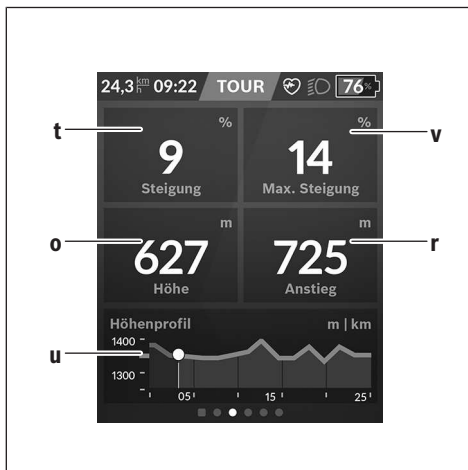 24,3 km/h 09:22 TOUR 76%
t % % v
9 14
Steigung Max. Steigung
o m m r
627 725
Höhe Anstieg
Höhenprofil m | km
u 1400
1300
05' 15' 25'